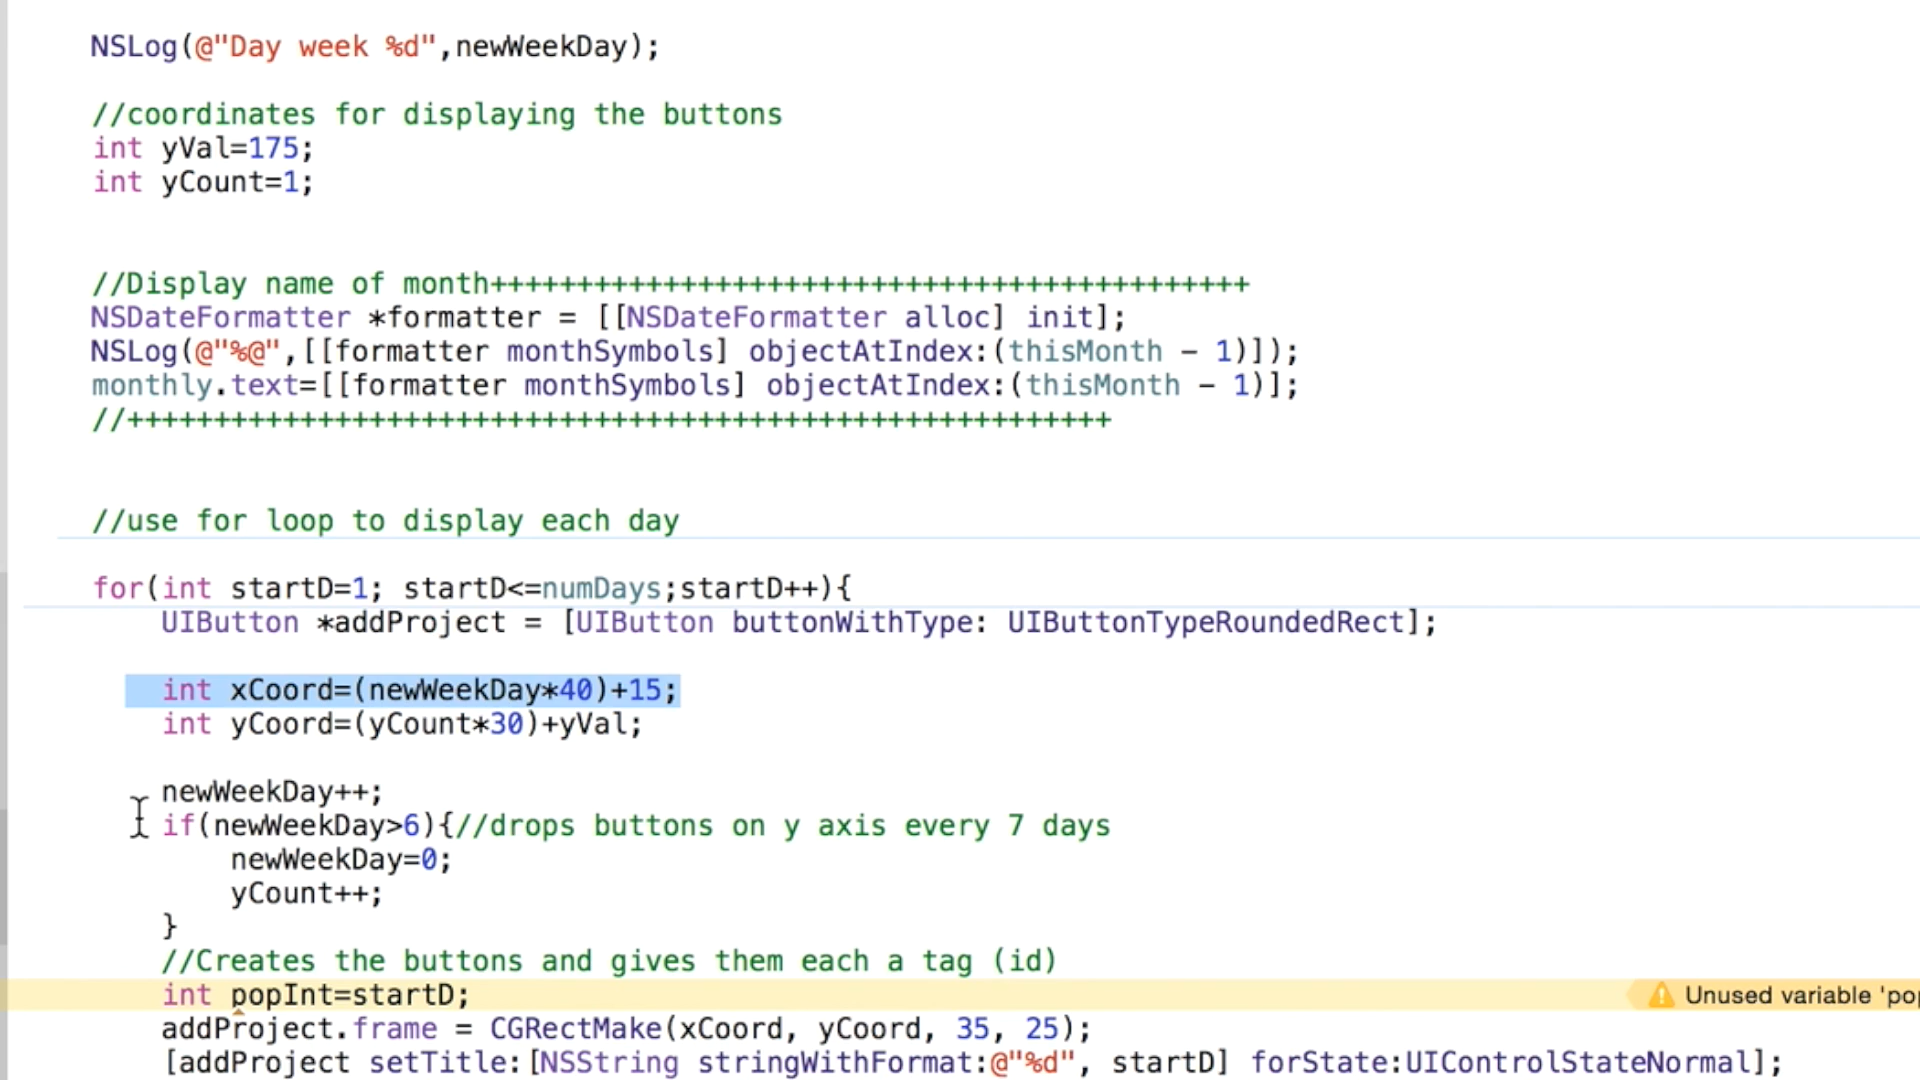 NSLog(@"Day week %d",newWeekDay);
//coordinates for displaying the buttons
int yVal=175;
int yCount=1;
//Display name of month++++++++++++++++++++++++++++++++++++++++++++
NSDateFormatter *formatter = [[NSDateFormatter alloc] init];
NSLog(@"%@",[[formatter monthSymbols] objectAtIndex:(thisMonth - 1)]);
monthly.text=[[formatter monthSymbols] objectAtIndex:(thisMonth - 1)];
//+++++++++++++++++++++++++++++++++++++++++++++++++++++++++
//use for loop to display each day
for(int startD=1; startD<=numDays;startD++){
UIButton *addProject = [UIButton buttonWithType: UIButtonTypeRoundedRect];
int xCoord=(newWeekDay*40)+15;
int yCoord=(yCount*30)+yVal;
newWeekDay++;
if(newWeekDay>6){//drops buttons on y axis every 7 days
newWeekDay=0;
yCount++;
}
//Creates the buttons and gives them each a tag (id)
int popInt=startD; Unused variable 'pop
addProject.frame = CGRectMake(xCoord, yCoord, 35, 25);
[addProject setTitle:[NSString stringWithFormat:@"%d", startD] forState:UIControlStateNormal];